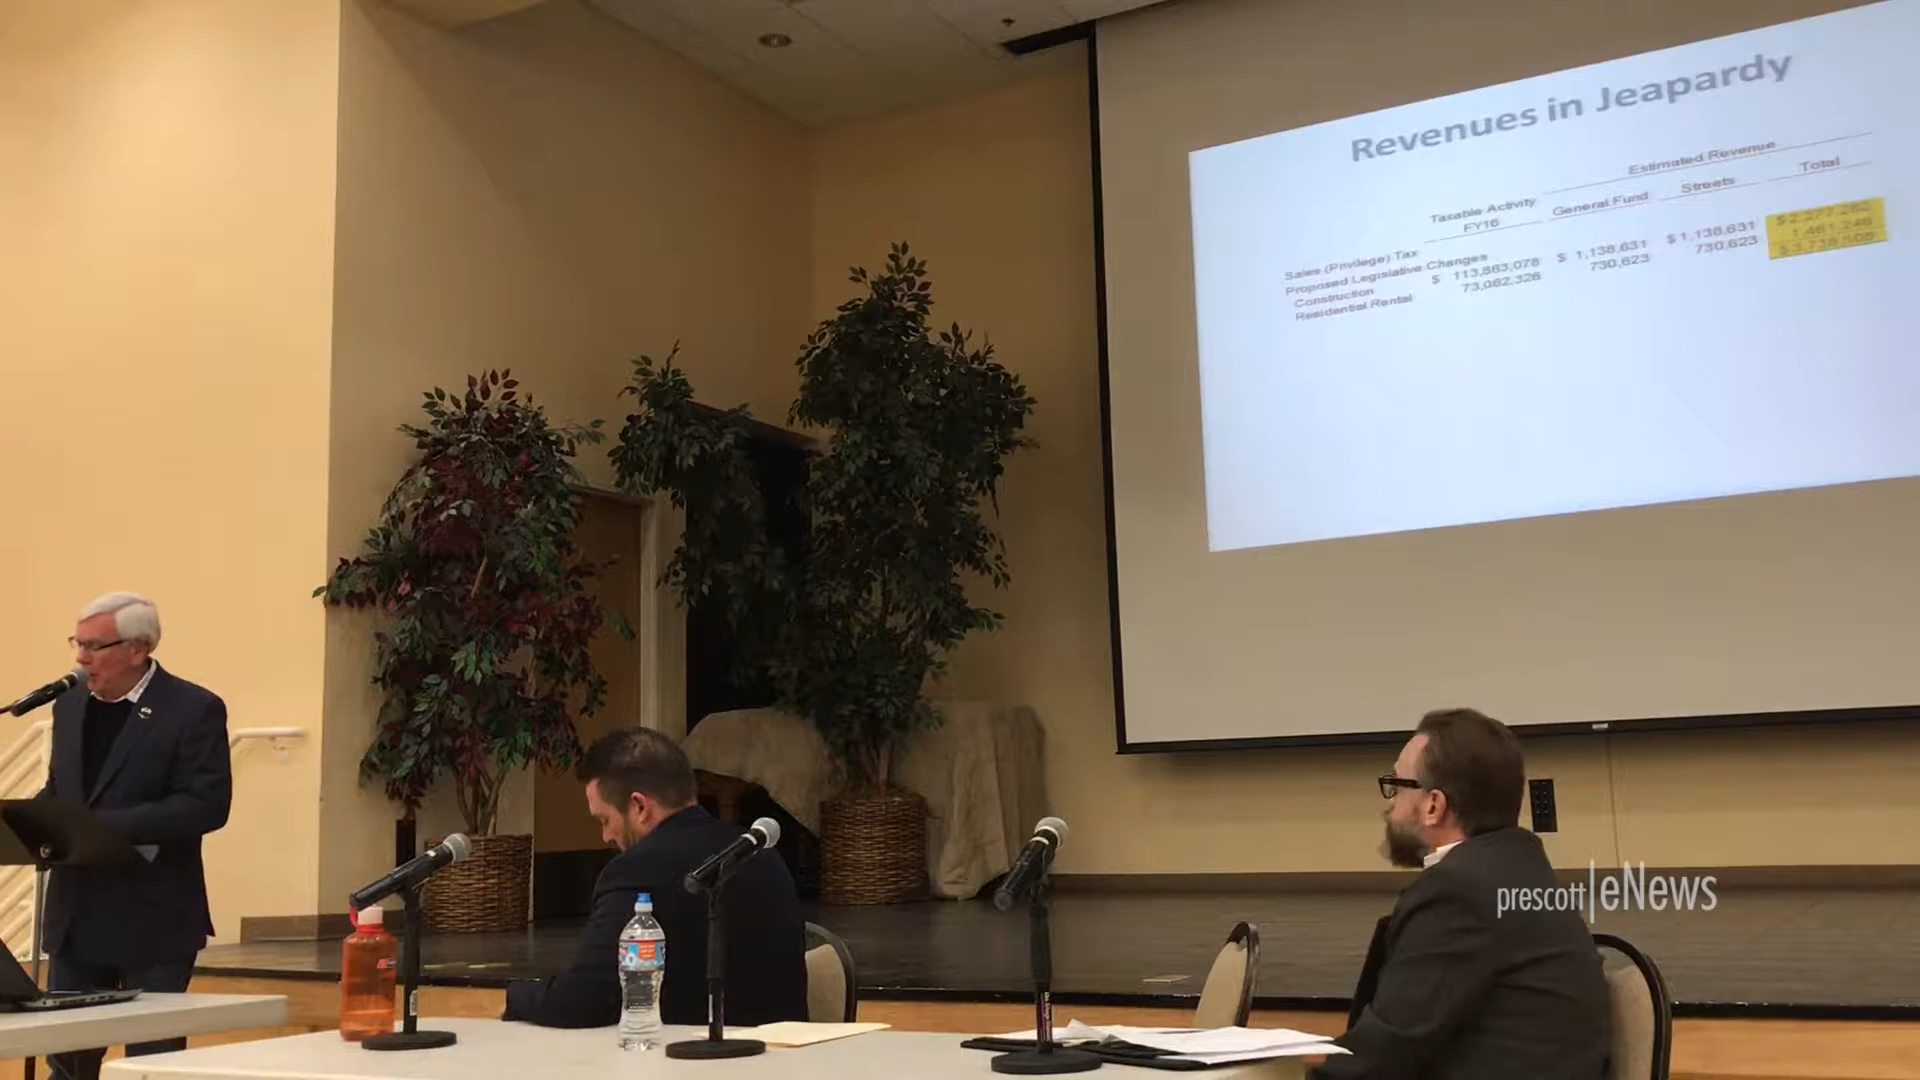 Revenues in Jeapardy
Estimated Revenue
Taxable Activity
FY16
General Fund
Streets
Total
Sales (Privilege) Tax
Proposed Legislative Changes
Construction $ 113,863,078 $ 1,138,631 $ 1,138,631 $ 2,277,262
Residential Rental 73,062,326 730,623 730,623 1,461,246
$ 3,738,508
prescott|eNews